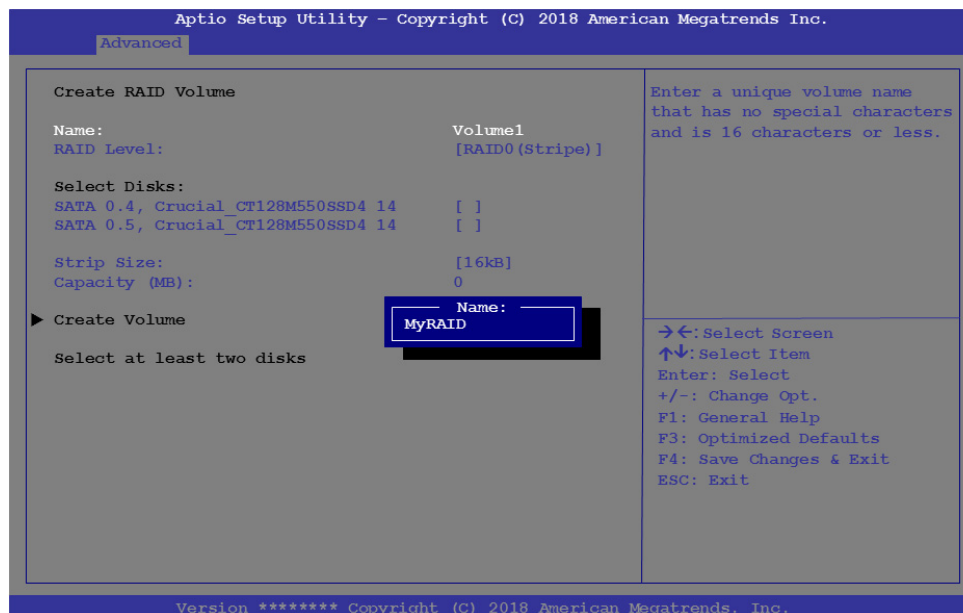 Aptio Setup Utility – Copyright (C) 2018 American Megatrends Inc.
Advanced
Create RAID Volume
Name: Volume1
RAID Level: [RAID0(Stripe)]
Select Disks:
SATA 0.4, Crucial_CT128M550SSD4 14 [ ]
SATA 0.5, Crucial_CT128M550SSD4 14 [ ]
Strip Size: [16kB]
Capacity (MB): 0
Create Volume
Select at least two disks
Name:
MyRAID
Enter a unique volume name
that has no special characters
and is 16 characters or less.
→←:Select Screen
↑↓:Select Item
Enter: Select
+/-: Change Opt.
F1: General Help
F3: Optimized Defaults
F4: Save Changes & Exit
ESC: Exit
Version ******** Copyright (C) 2018 American Megatrends. Inc.